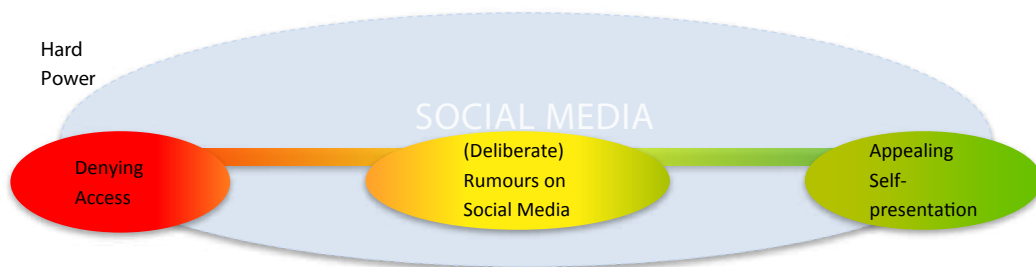 Hard
Power
SOCIAL MEDIA
Denying
Access
(Deliberate)
Rumours on
Social Media
Appealing
Self-
presentation